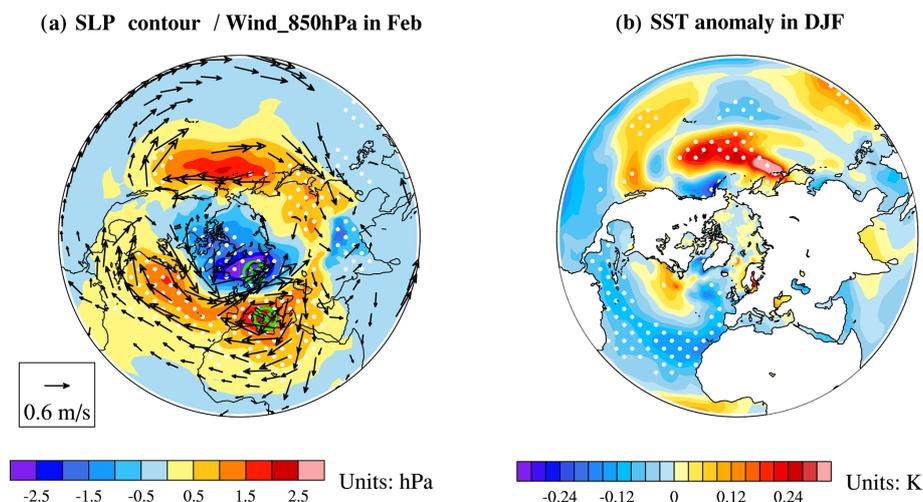 (a) SLP contour / Wind_850hPa in Feb
(b) SST anomaly in DJF
0.6 m/s
-2.5 -1.5 -0.5 0.5 1.5 2.5
Units: hPa
-0.24 -0.12 0 0.12 0.24
Units: K